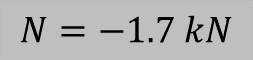 N = −1.7 kN